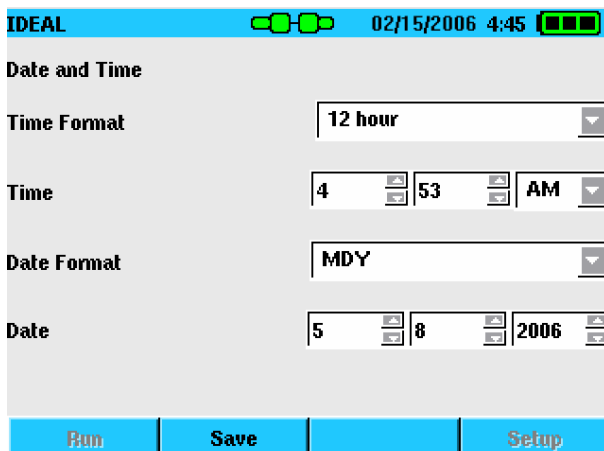 IDEAL 02/15/2006 4:45
Date and Time
Time Format 12 hour
Time 4 53 AM
Date Format MDY
Date 5 8 2006
Run Save Setup